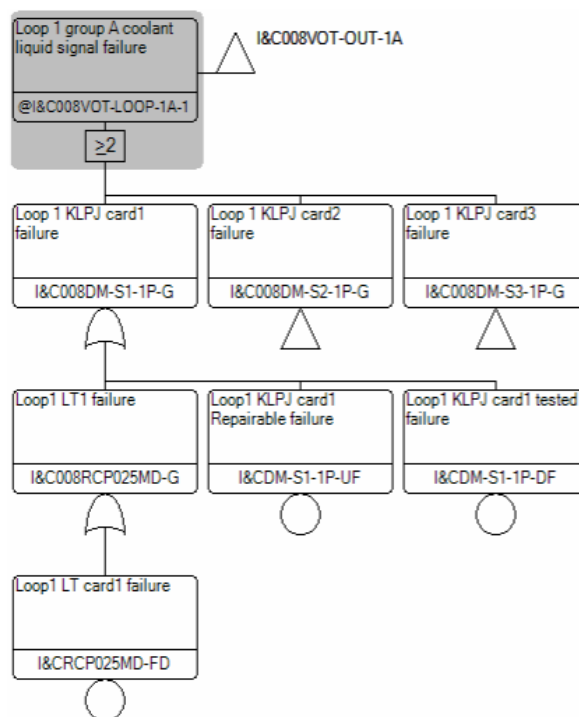 Loop 1 group A coolant
liquid signal failure
@I&C008VOT-LOOP-1A-1
I&C008VOT-OUT-1A
≥2
Loop 1 KLPJ card1
failure
I&C008DM-S1-1P-G
Loop 1 KLPJ card2
failure
I&C008DM-S2-1P-G
Loop 1 KLPJ card3
failure
I&C008DM-S3-1P-G
Loop1 LT1 failure
I&C008RCP025MD-G
Loop1 KLPJ card1
Repairable failure
I&CDM-S1-1P-UF
Loop1 KLPJ card1 tested
failure
I&CDM-S1-1P-DF
Loop1 LT card1 failure
I&CRCP025MD-FD